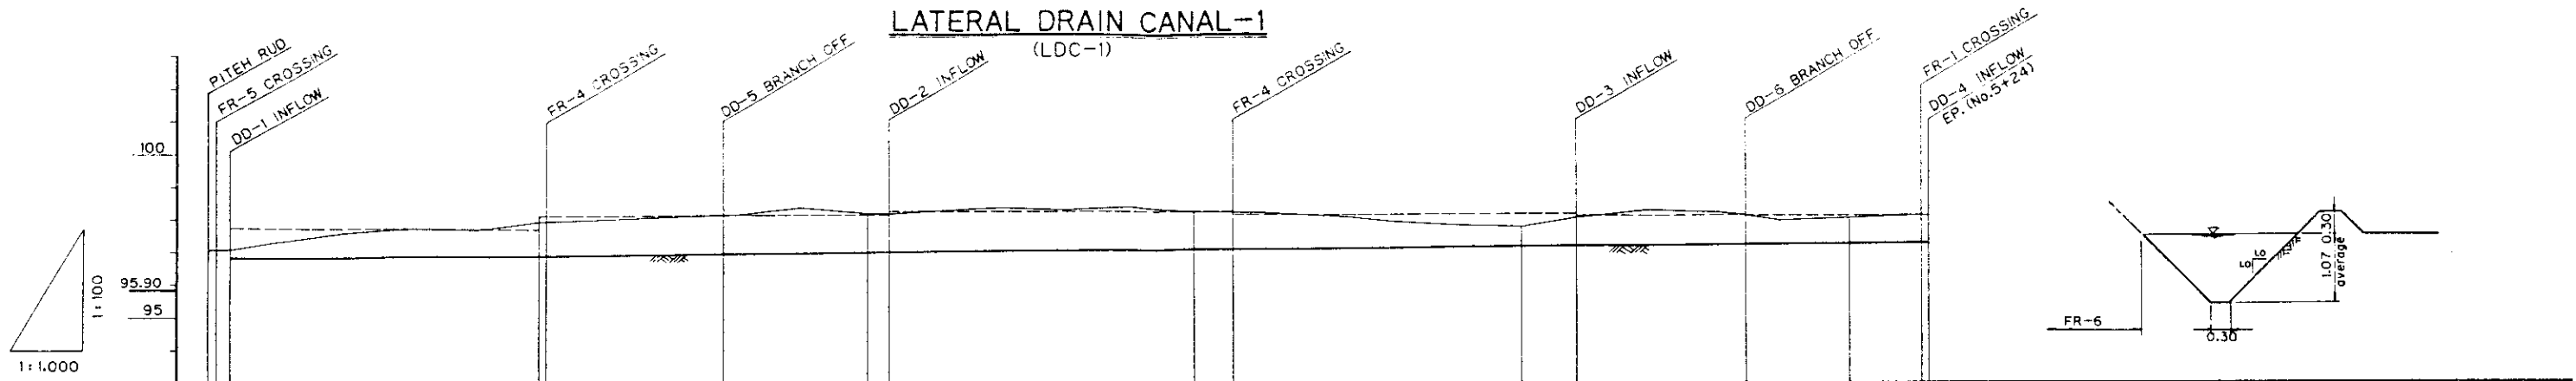 LATERAL DRAIN CANAL-1
(LDC-1)
PITEH RUD
FR-5 CROSSING
DD-1 INFLOW
FR-4 CROSSING
DD-5 BRANCH OFF
DD-2 INFLOW
FR-4 CROSSING
DD-3 INFLOW
DD-6 BRANCH OFF
FR-1 CROSSING
DD-4 INFLOW
EP. (No.5+24)
100
95.90
95
1:100
1:1.000
1.0
1.0
1.07 0.30
average
FR-6
0.30